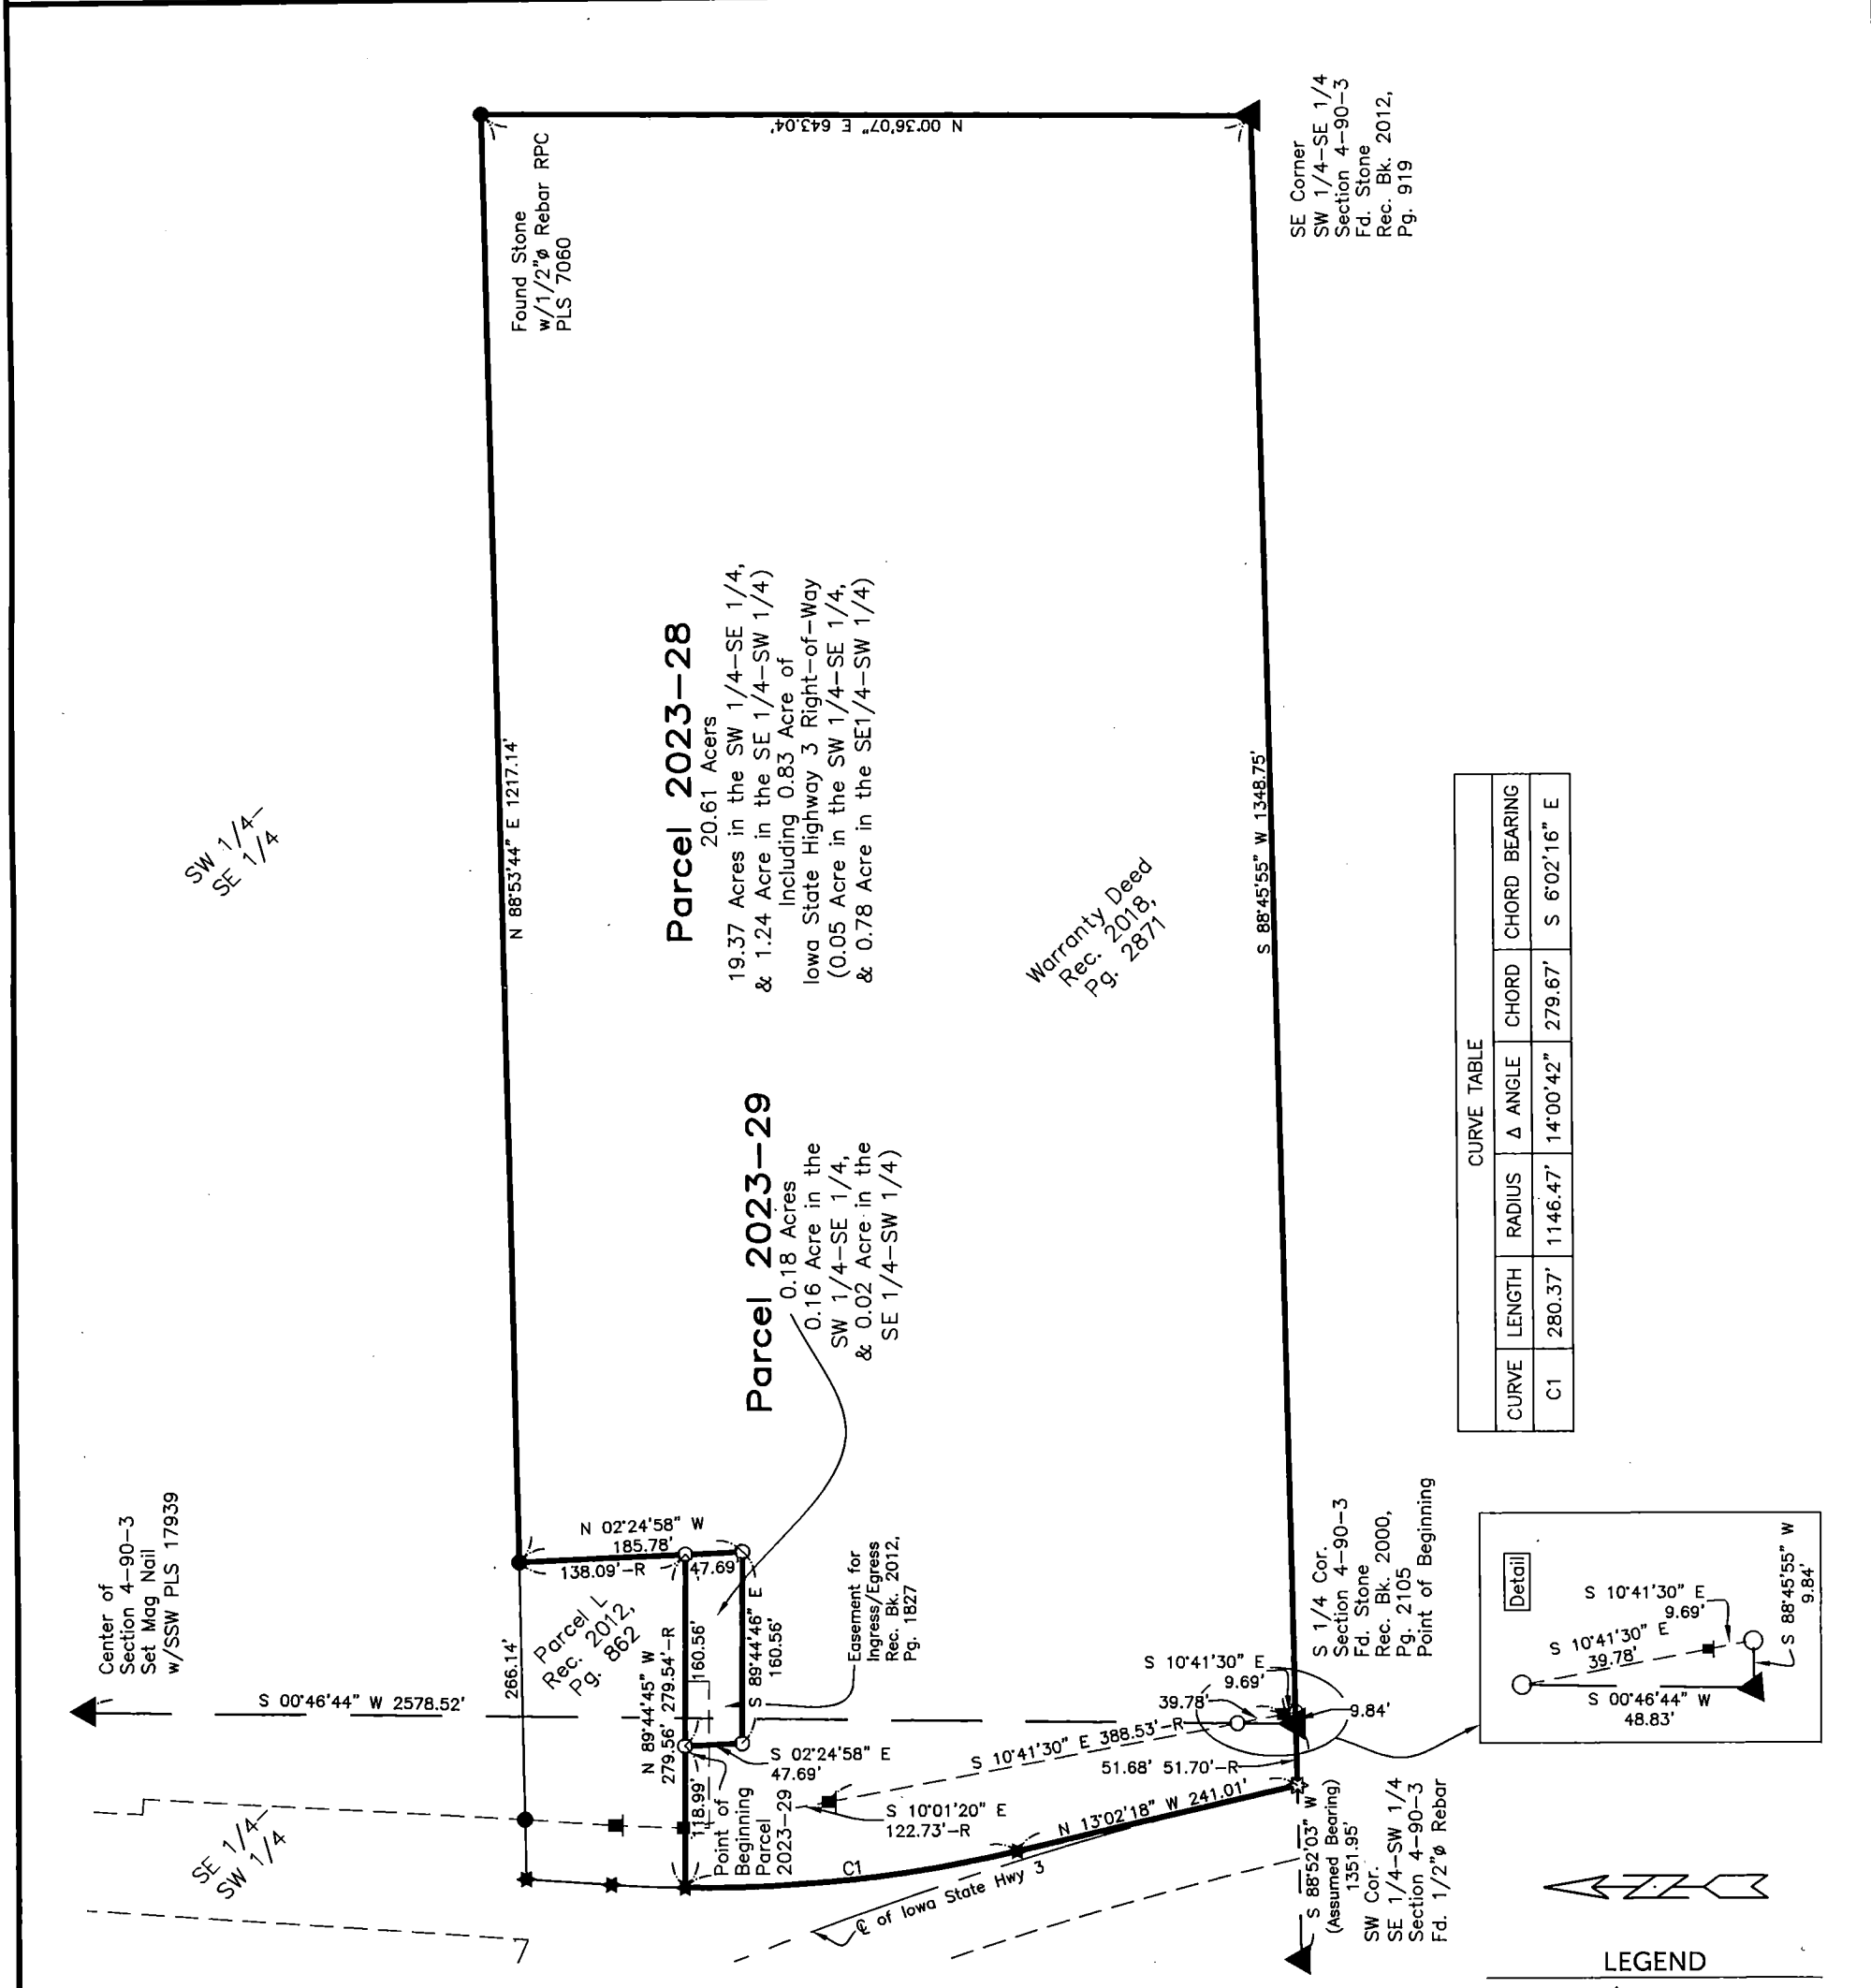 Center of
Section 4-90-3
Set Mag Nail
w/SSW PLS 17939
S 00°46'44" W 2578.52'
SE 1/4-
SW 1/4
SW 1/4-
SE 1/4
266.14'
N 88°53'44" E 1217.14'
Found Stone
w/1/2"ø Rebar RPC
PLS 7060
N 00°36'07" E 643.04'
SE Corner
SW 1/4-SE 1/4
Section 4-90-3
Fd. Stone
Rec. Bk. 2012,
Pg. 919
Parcel 2023-28
20.61 Acers
19.37 Acres in the SW 1/4-SE 1/4,
& 1.24 Acre in the SE 1/4-SW 1/4)
Including 0.83 Acre of
Iowa State Highway 3 Right-of-Way
(0.05 Acre in the SW 1/4-SE 1/4,
& 0.78 Acre in the SE1/4-SW 1/4)
Warranty Deed
Rec. 2018,
Pg. 2871
S 88°45'55" W 1348.75'
Parcel 2023-29
0.18 Acres
0.16 Acre in the
SW 1/4-SE 1/4,
& 0.02 Acre in the
SE 1/4-SW 1/4)
N 02°24'58" W
185.78'
138.09'-R
47.69'
Parcel L
Rec. 2012,
Pg. 862
N 89°44'45" W
279.56' 279.54'-R
160.56'
118.99'
S 89°44'46" E
160.56'
Easement for
Ingress/Egress
Rec. Bk. 2012,
Pg. 1827
S 02°24'58" E
47.69'
Point of
Beginning
Parcel
2023-29
S 10°01'20" E
122.73'-R
S 10°41'30" E 388.53'-R
S 10°41'30" E
9.69'
39.78'
9.84'
51.68' 51.70'-R
N 13°02'18" W 241.01'
C1
℄ of Iowa State Hwy 3
S 1/4 Cor.
Section 4-90-3
Fd. Stone
Rec. Bk. 2000,
Pg. 2105
Point of Beginning
S 88°52'03" W
(Assumed Bearing)
1351.95'
SW Cor.
SE 1/4-SW 1/4
Section 4-90-3
Fd. 1/2"ø Rebar
CURVE TABLE
CURVE LENGTH RADIUS Δ ANGLE CHORD CHORD BEARING
C1 280.37' 1146.47' 14°00'42" 279.67' S 6°02'16" E
Detail
S 10°41'30" E
9.69'
S 10°41'30" E
39.78'
S 00°46'44" W
48.83'
S 88°45'55" W
9.84'
LEGEND